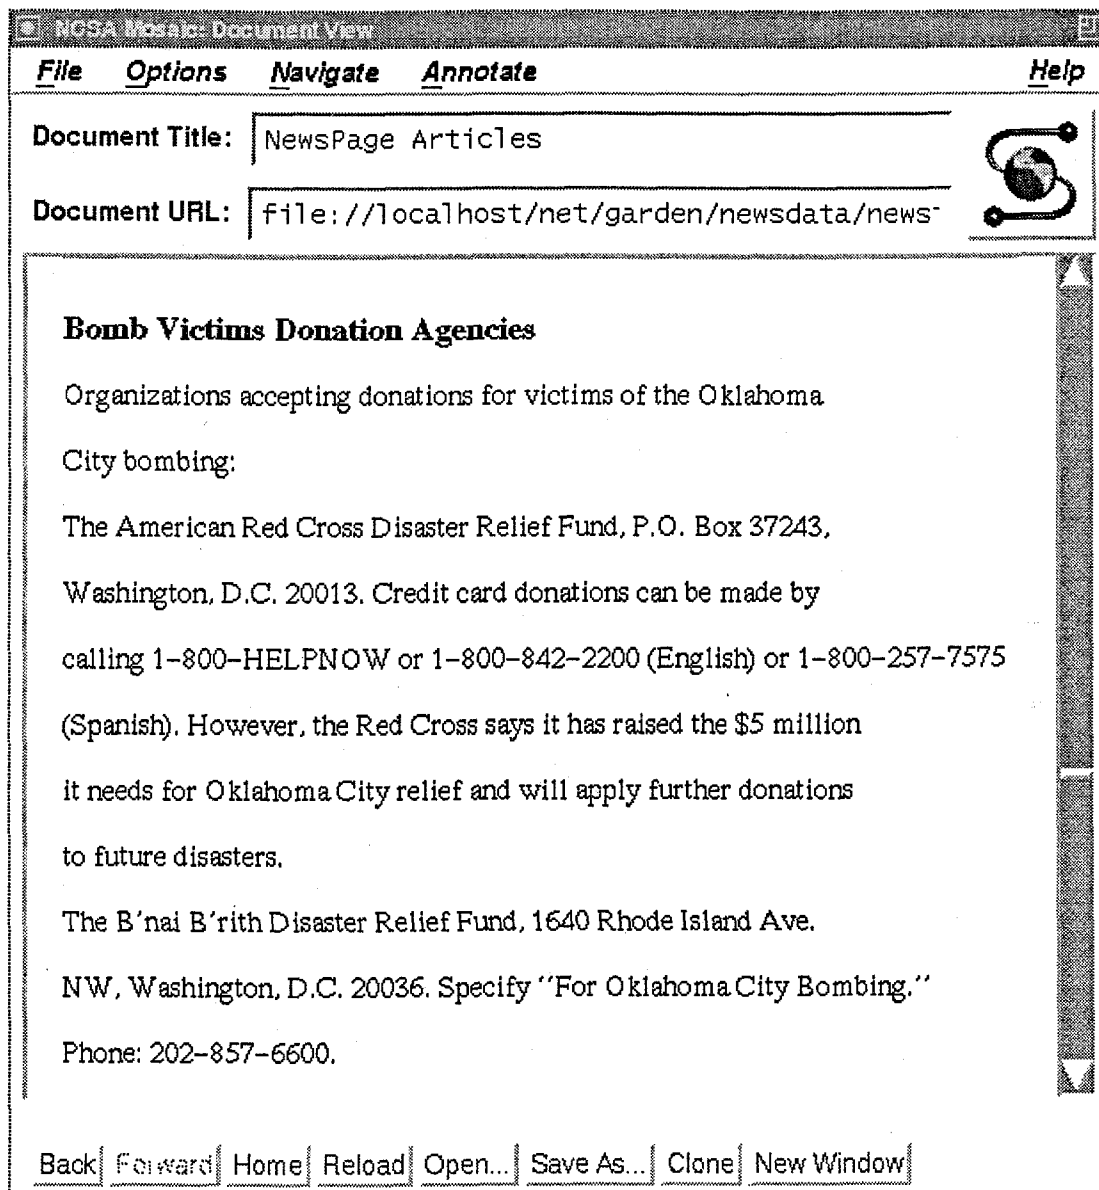 NCSA Mosaic: Document View
File Options Navigate Annotate Help
Document Title: NewsPage Articles
Document URL: file://localhost/net/garden/newsdata/news-
Bomb Victims Donation Agencies
Organizations accepting donations for victims of the Oklahoma
City bombing:
The American Red Cross Disaster Relief Fund, P.O. Box 37243,
Washington, D.C. 20013. Credit card donations can be made by
calling 1-800-HELPNOW or 1-800-842-2200 (English) or 1-800-257-7575
(Spanish). However, the Red Cross says it has raised the $5 million
it needs for Oklahoma City relief and will apply further donations
to future disasters.
The B'nai B'rith Disaster Relief Fund, 1640 Rhode Island Ave.
NW, Washington, D.C. 20036. Specify ''For Oklahoma City Bombing.''
Phone: 202-857-6600.
Back Forward Home Reload Open... Save As... Clone New Window